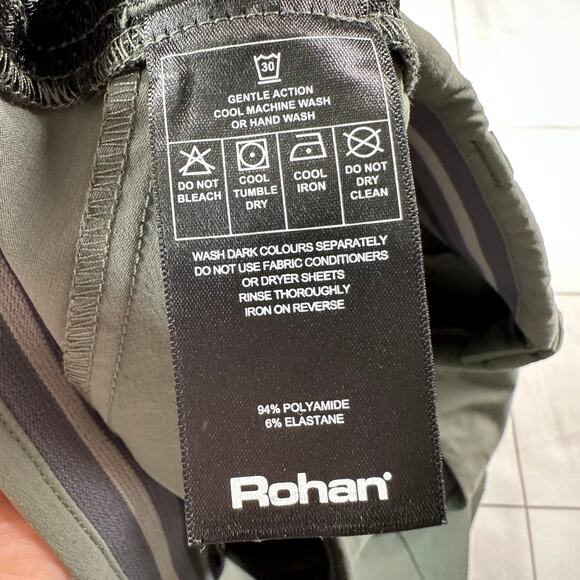 30
GENTLE ACTION
COOL MACHINE WASH
OR HAND WASH
DO NOT
BLEACH
COOL
TUMBLE
DRY
COOL
IRON
DO NOT
DRY
CLEAN
WASH DARK COLOURS SEPARATELY
DO NOT USE FABRIC CONDITIONERS
OR DRYER SHEETS
RINSE THOROUGHLY
IRON ON REVERSE
94% POLYAMIDE
6% ELASTANE
Rohan